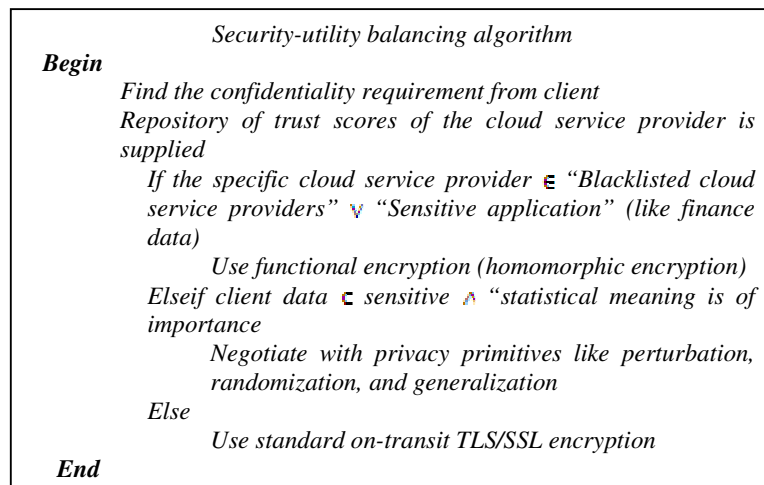 Security-utility balancing algorithm
Begin
Find the confidentiality requirement from client
Repository of trust scores of the cloud service provider is
supplied
If the specific cloud service provider ∈ “Blacklisted cloud
service providers” ∨ “Sensitive application” (like finance
data)
Use functional encryption (homomorphic encryption)
Elseif client data ⊂ sensitive ∧ “statistical meaning is of
importance
Negotiate with privacy primitives like perturbation,
randomization, and generalization
Else
Use standard on-transit TLS/SSL encryption
End